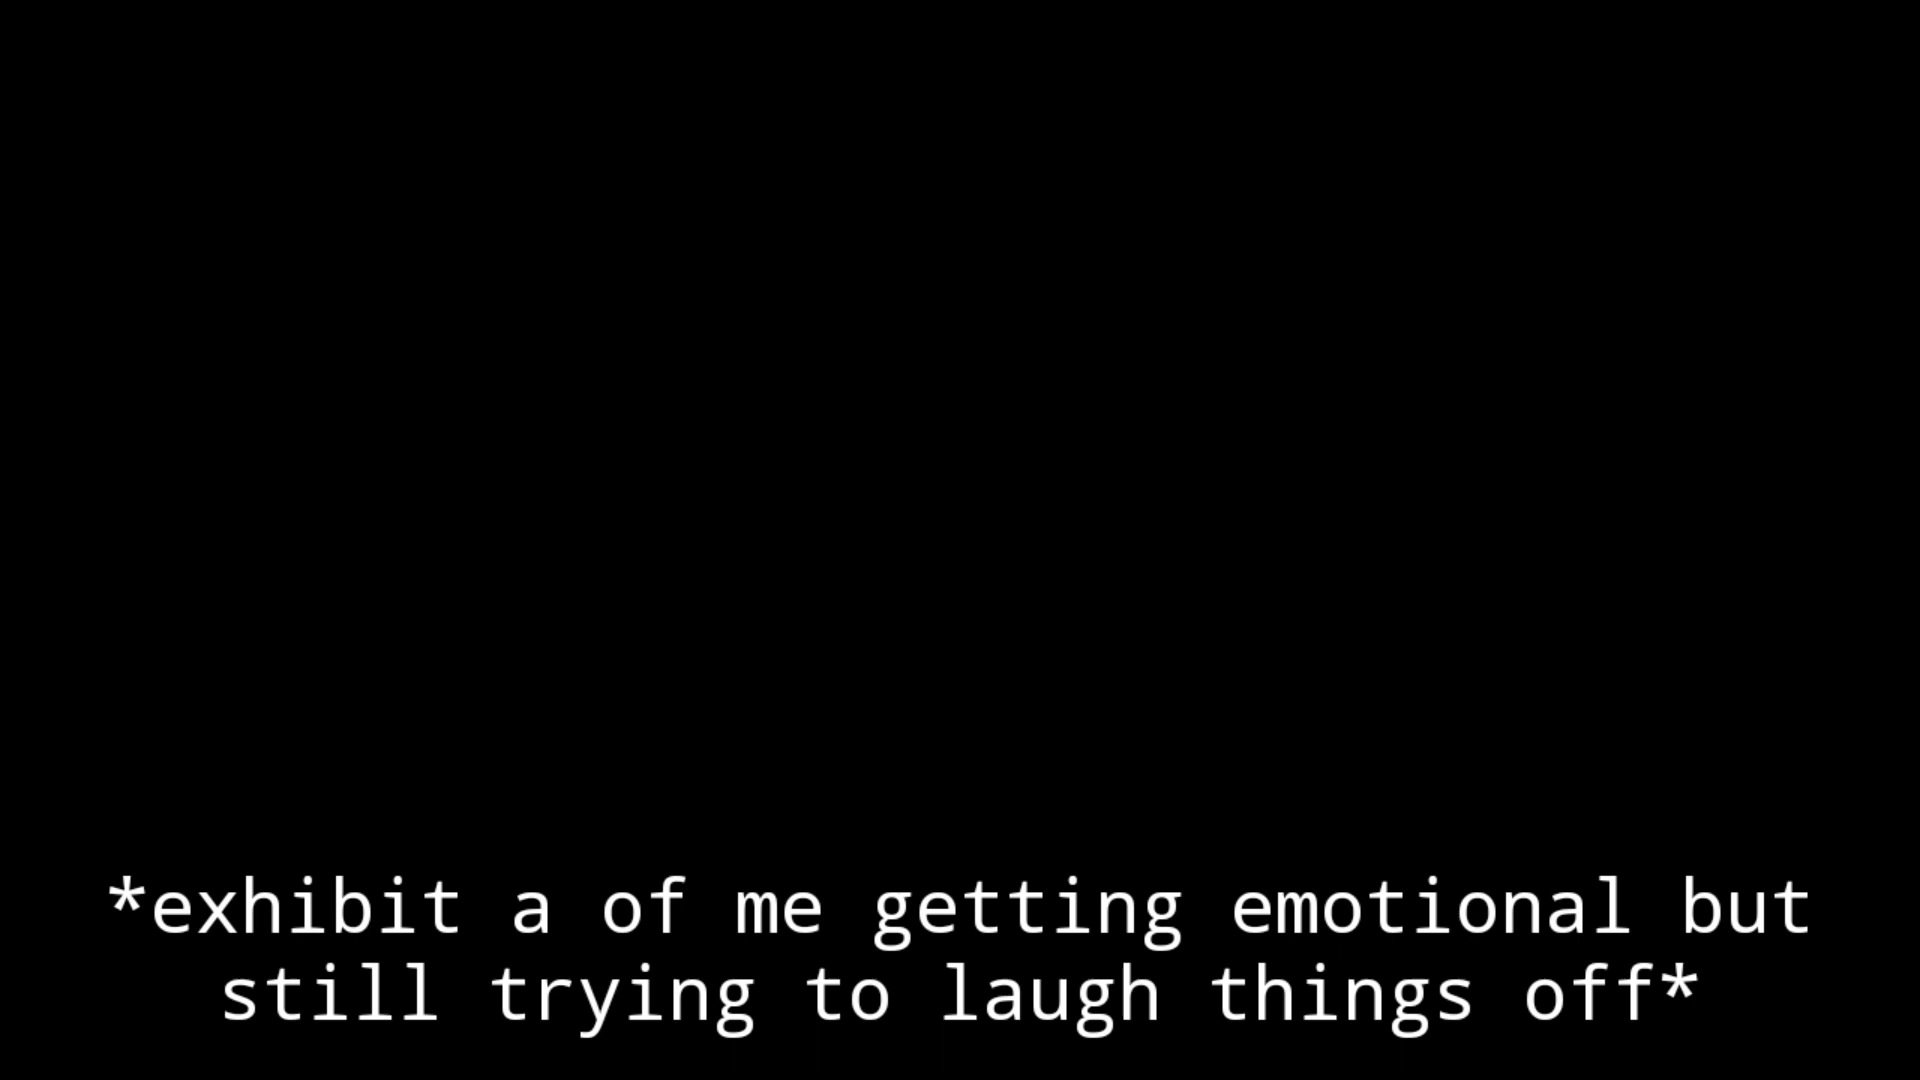 *exhibit a of me getting emotional but
still trying to laugh things off*